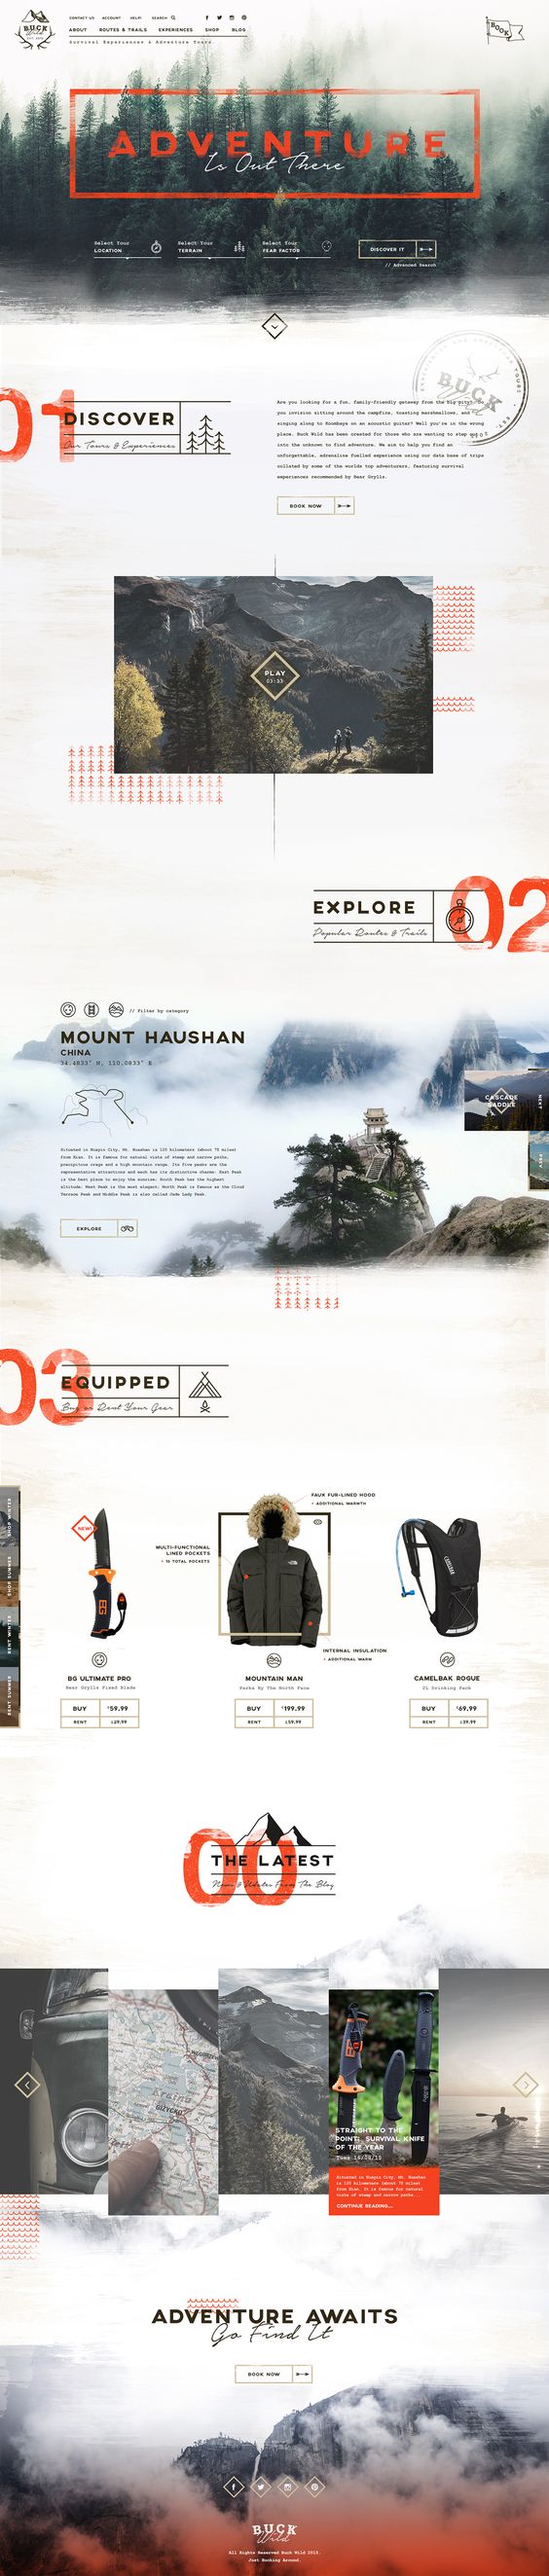 BUCK
Wild
CONTACT US ACCOUNT HELP! SEARCH
ABOUT ROUTES & TRAILS EXPERIENCES SHOP BLOG
Survival Experiences & Adventure Tours.
BOOK
ADVENTURE
Is Out There
Select Your
LOCATION
Select Your
TERRAIN
Select Your
FEAR FACTOR
DISCOVER IT
// Advanced Search
01
DISCOVER
Our Tours & Experiences
BUCK
Are you looking for a fun, family-friendly getaway from the big city? Do
you invision sitting around the campfire, toasting marshmallows, and
singing along to Koombaya on an acoustic guitar? Well you're in the wrong
place. Buck Wild has been created for those who are wanting to step out
into the unknown to find adventure. We aim to help you find an
unforgettable, adrenaline fuelled experience using our data base of trips
collated by some of the worlds top adventurers, featuring survival
experiences recommended by Bear Grylls.
BOOK NOW
PLAY
03:33
02
EXPLORE
Popular Routes & Trails
// Filter by category
MOUNT HAUSHAN
CHINA
34.4833° N, 110.0833° E
CASCADE
SADDLE
NEXT
Situated in Huayin City, Mt. Huashan is 120 kilometers (about 75 miles)
from Xian. It is famous for natural vists of steep and narrow paths,
precipitous crags and a high mountain range. Its five peaks are the
representative attractions and each has its distinctive charms: East Peak
is the best place to enjoy the sunrise. South Peak has the highest
altitude. West Peak is the most elegant. North Peak is famous as the Cloud
Terrace Peak and Middle Peak is also called Jade Lady Peak.
EXPLORE
03
EQUIPPED
Buy or Rent Your Gear
SHOP WINTER
SHOP SUMMER
RENT WINTER
RENT SUMMER
NEW!
FAUX FUR-LINED HOOD
+ ADDITIONAL WARMTH
MULTI-FUNCTIONAL
LINED POCKETS
+ 10 TOTAL POCKETS
INTERNAL INSULATION
+ ADDITIONAL WARM
BG
CAMELBAK
BG ULTIMATE PRO
Bear Grylls Fixed Blade
BUY $59.99
RENT
MOUNTAIN MAN
Parka By The North Face
BUY $199.99
RENT
CAMELBAK ROGUE
2L Drinking Pack
BUY $69.99
RENT
00
THE LATEST
News & Updates From The Blog
GIZYCKO
STRAIGHT TO THE
POINT: SURVIVAL KNIFE
OF THE YEAR
Situated in Huayin City, Mt. Huashan
is 120 kilometers (about 75 miles)
from Xian. It is famous for natural
vists of steep and narrow paths...
CONTINUE READING...
ADVENTURE AWAITS
Go Find It
BOOK NOW
BUCK
Wild
All Rights Reserved Buck Wild 2015.
Just Bucking Around.